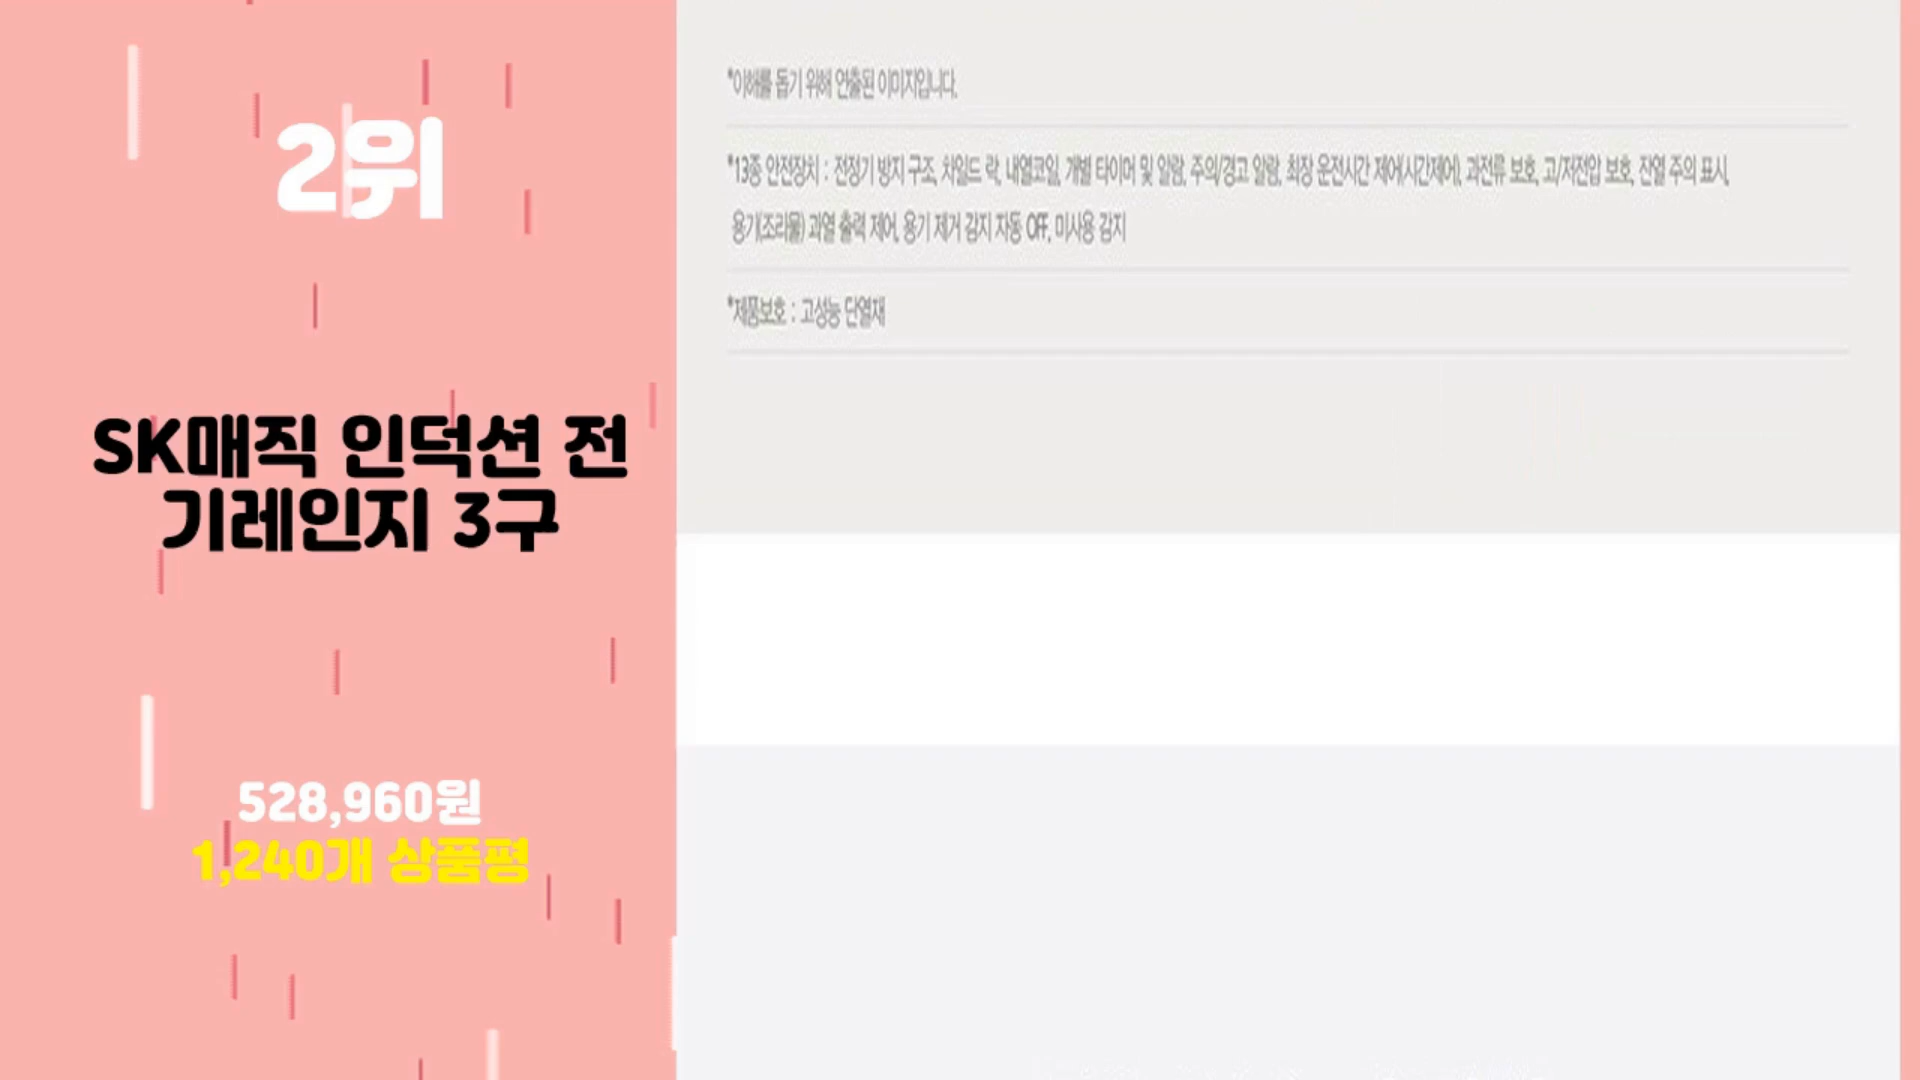 2위
SK매직 인덕션 전
기레인지 3구
528,960원
1,240개 상품평
*이해를 돕기 위해 연출된 이미지입니다.
*13종 안전장치 : 전정기 방지 구조, 차일드 락, 내열코일, 개별 타이머 및 알람, 주의/경고 알람, 최장 운전시간 제어(시간제어), 과전류 보호, 고/저전압 보호, 잔열 주의 표시,
용기(조리물) 과열 출력 제어, 용기 제거 감지 자동 OFF, 미사용 감지
*제품보호 : 고성능 단열재